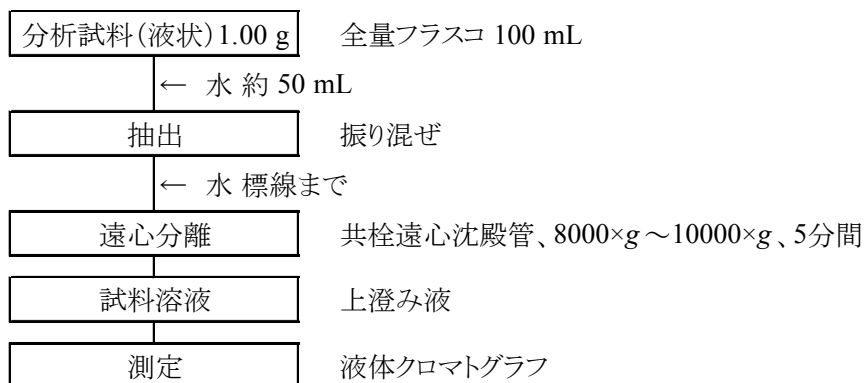 分析試料(液状)1.00 g 全量フラスコ 100 mL
← 水 約 50 mL
抽出 振り混ぜ
← 水 標線まで
遠心分離 共栓遠心沈殿管、8000×g～10000×g、5分間
試料溶液 上澄み液
測定 液体クロマトグラフ